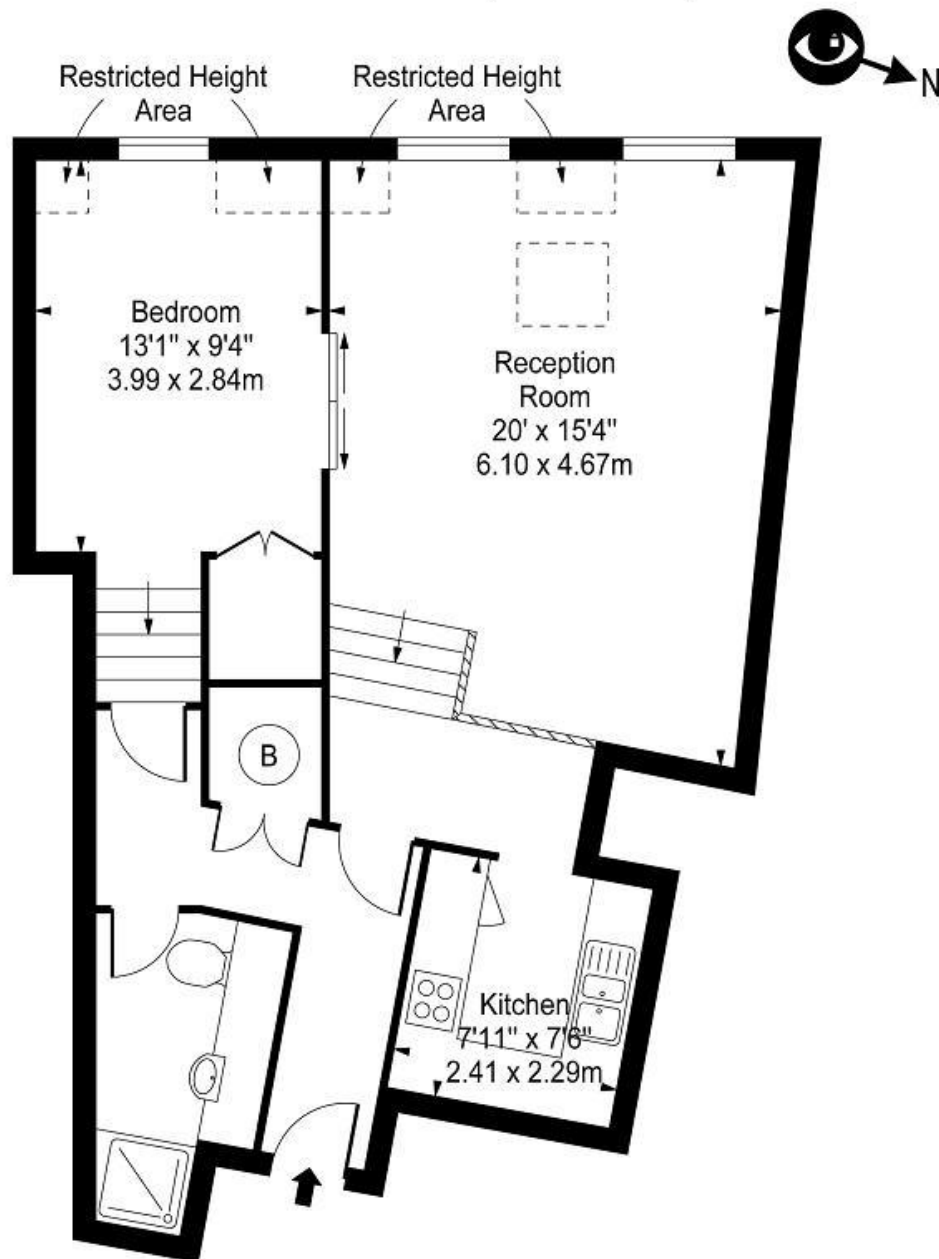 N
Restricted Height
Area
Restricted Height
Area
Bedroom
13'1" x 9'4"
3.99 x 2.84m
Reception
Room
20' x 15'4"
6.10 x 4.67m
B
Kitchen
7'11" x 7'6"
2.41 x 2.29m